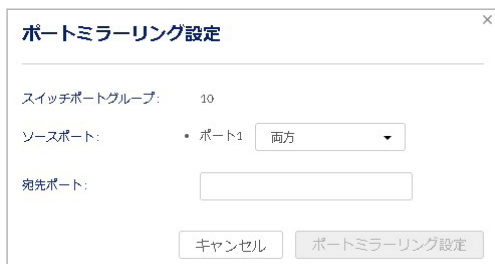 ポートミラーリング設定
×
スイッチポートグループ: 10
ソースポート: • ポート1 両方
宛先ポート:
キャンセル ポートミラーリング設定